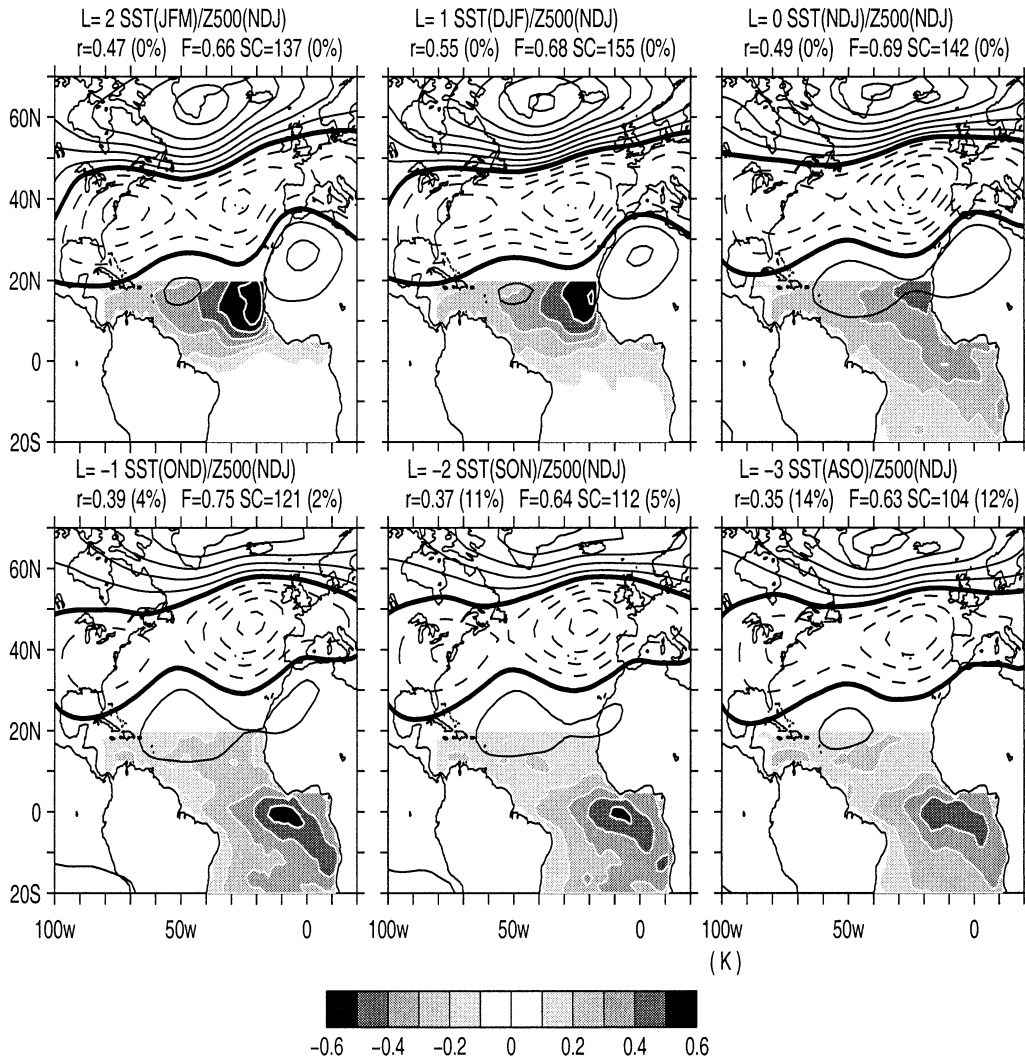 L= 2 SST(JFM)/Z500(NDJ)
r=0.47 (0%) F=0.66 SC=137 (0%)
L= 1 SST(DJF)/Z500(NDJ)
r=0.55 (0%) F=0.68 SC=155 (0%)
L= 0 SST(NDJ)/Z500(NDJ)
r=0.49 (0%) F=0.69 SC=142 (0%)
60N
40N
20N
0
20S
L= −1 SST(OND)/Z500(NDJ)
r=0.39 (4%) F=0.75 SC=121 (2%)
L= −2 SST(SON)/Z500(NDJ)
r=0.37 (11%) F=0.64 SC=112 (5%)
L= −3 SST(ASO)/Z500(NDJ)
r=0.35 (14%) F=0.63 SC=104 (12%)
60N
40N
20N
0
20S
100w 50w 0
100w 50w 0
100w 50w 0
(K)
−0.6 −0.4 −0.2 0 0.2 0.4 0.6